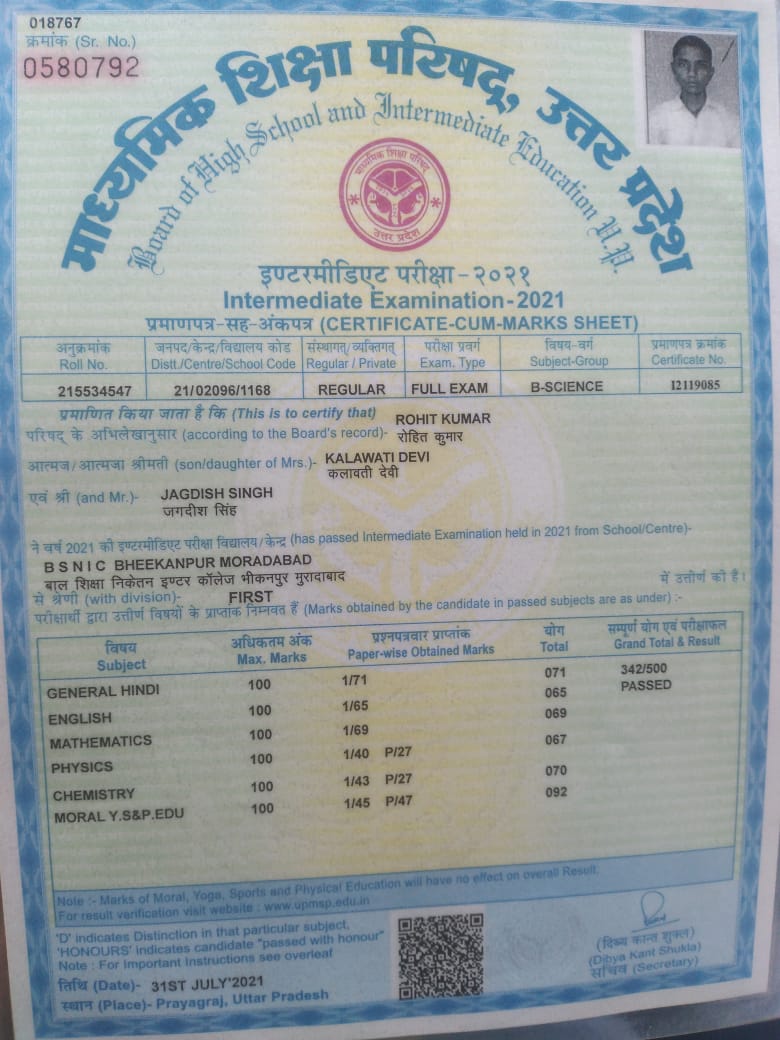 018767
क्रमांक (Sr. No.)
0580792
माध्यमिक शिक्षा परिषद्, उत्तर प्रदेश
Board of High School and Intermediate Education U.P.
माध्यमिक शिक्षा परिषद्
उत्तर प्रदेश
इण्टरमीडिएट परीक्षा-२०२१
Intermediate Examination-2021
प्रमाणपत्र-सह-अंकपत्र (CERTIFICATE-CUM-MARKS SHEET)
अनुक्रमांक जनपद/केन्द्र/विद्यालय कोड संस्थागत्/व्यक्तिगत् परीक्षा प्रवर्ग विषय-वर्ग प्रमाणपत्र क्रमांक
Roll No. Distt./Centre/School Code Regular / Private Exam. Type Subject-Group Certificate No.
215534547 21/02096/1168 REGULAR FULL EXAM B-SCIENCE I2119085
प्रमाणित किया जाता है कि (This is to certify that) ROHIT KUMAR
परिषद् के अभिलेखानुसार (according to the Board's record)- रोहित कुमार
आत्मज/आत्मजा श्रीमती (son/daughter of Mrs.)- KALAWATI DEVI
कलावती देवी
एवं श्री (and Mr.)- JAGDISH SINGH
जगदीश सिंह
ने वर्ष 2021 की इण्टरमीडिएट परीक्षा विद्यालय/केन्द्र (has passed Intermediate Examination held in 2021 from School/Centre)-
B S N I C BHEEKANPUR MORADABAD
बाल शिक्षा निकेतन इण्टर कॉलेज भीकनपुर मुरादाबाद में उत्तीर्ण की है।
से श्रेणी (with division)- FIRST
परीक्षार्थी द्वारा उत्तीर्ण विषयों के प्राप्तांक निम्नवत हैं (Marks obtained by the candidate in passed subjects are as under) :-
विषय अधिकतम अंक प्रश्नपत्रवार प्राप्तांक योग सम्पूर्ण योग एवं परीक्षाफल
Subject Max. Marks Paper-wise Obtained Marks Total Grand Total & Result
GENERAL HINDI 100 1/71 071 342/500
ENGLISH 100 1/65 065 PASSED
MATHEMATICS 100 1/69 069
PHYSICS 100 1/40 P/27 067
CHEMISTRY 100 1/43 P/27 070
MORAL Y.S&P.EDU 100 1/45 P/47 092
Note :- Marks of Moral, Yoga, Sports and Physical Education will have no effect on overall Result.
For result verification visit website : www.upmsp.edu.in
'D' indicates Distinction in that particular subject.
'HONOURS' indicates candidate "passed with honour"
Note : For Important Instructions see overleaf
तिथि (Date)- 31ST JULY'2021
स्थान (Place)- Prayagraj, Uttar Pradesh
(दिव्य कान्त शुक्ल)
(Dibya Kant Shukla)
सचिव (Secretary)